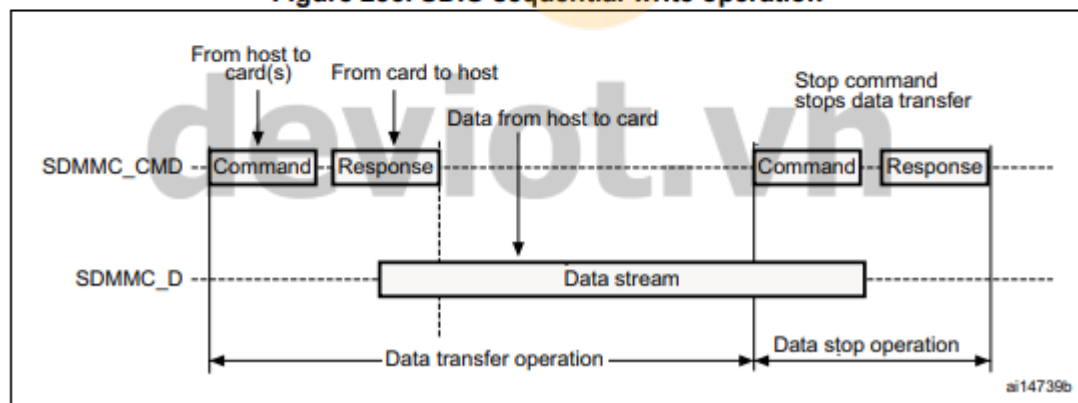 From host to
card(s)
From card to host
Stop command
stops data transfer
Data from host to card
deviot.vn
SDMMC_CMD
Command
Response
Command
Response
SDMMC_D
Data stream
Data transfer operation
Data stop operation
ai14739b